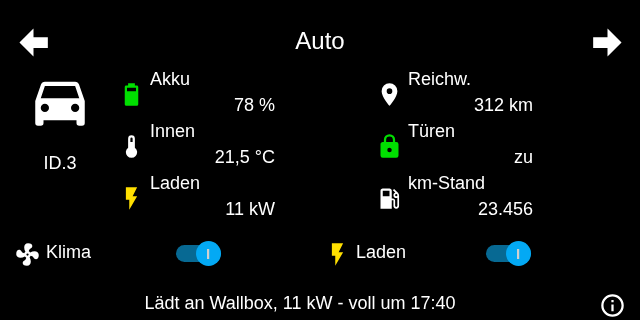 Auto
Akku
78 %
Reichw.
312 km
Innen
21,5 °C
Türen
zu
ID.3
Laden
11 kW
km-Stand
23.456
Klima
Laden
Lädt an Wallbox, 11 kW - voll um 17:40